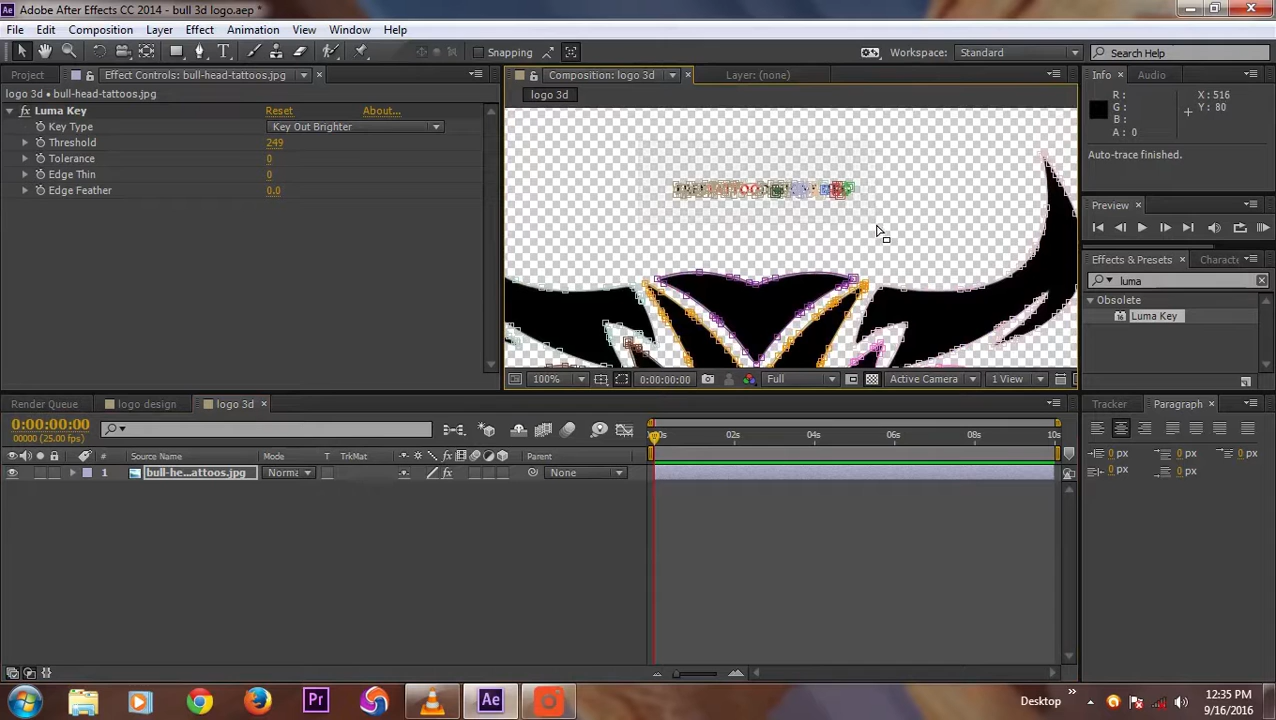 Adobe After Effects CC 2014 - bull 3d logo.aep *
File Edit Composition Layer Effect Animation View Window Help
Snapping
Workspace: Standard
Search Help
Project
Effect Controls: bull-head-tattoos.jpg
Composition: logo 3d
Layer: (none)
Info
Audio
logo 3d • bull-head-tattoos.jpg
logo 3d
fx Luma Key Reset About...
Key Type Key Out Brighter
Threshold 249
Tolerance 0
Edge Thin 0
Edge Feather 0.0
R :
G :
B :
A : 0
X : 516
Y : 80
Auto-trace finished.
Preview
Effects & Presets
Characte
luma
Obsolete
Luma Key
100%
0:00:00:00
Full
Active Camera
1 View
Render Queue
logo design
logo 3d
Tracker
Paragraph
0:00:00:00
00000 (25.00 fps)
# Source Name Mode T TrkMat Parent
1 bull-he...attoos.jpg Norma fx None
02s 04s 06s 08s 10s
0 px 0 px 0 px
0 px 0 px
Pr
Ae
Desktop
12:35 PM
9/16/2016